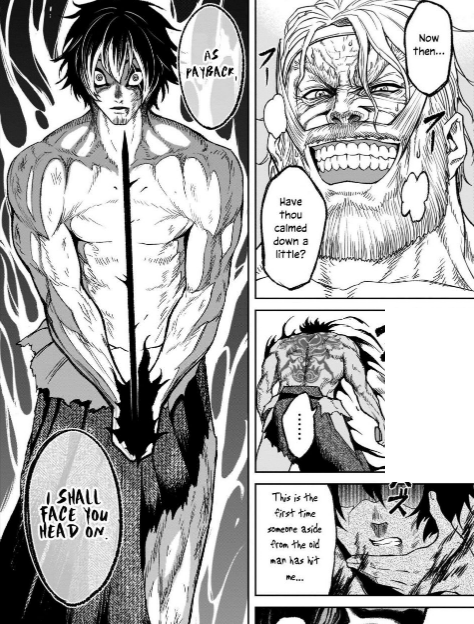 Now
then...
Have
thou
calmed
down a
little?
......
This is the
first time
someone aside
from the old
man has hit
me...
AS
PAYBACK,
I SHALL
FACE YOU
HEAD ON.